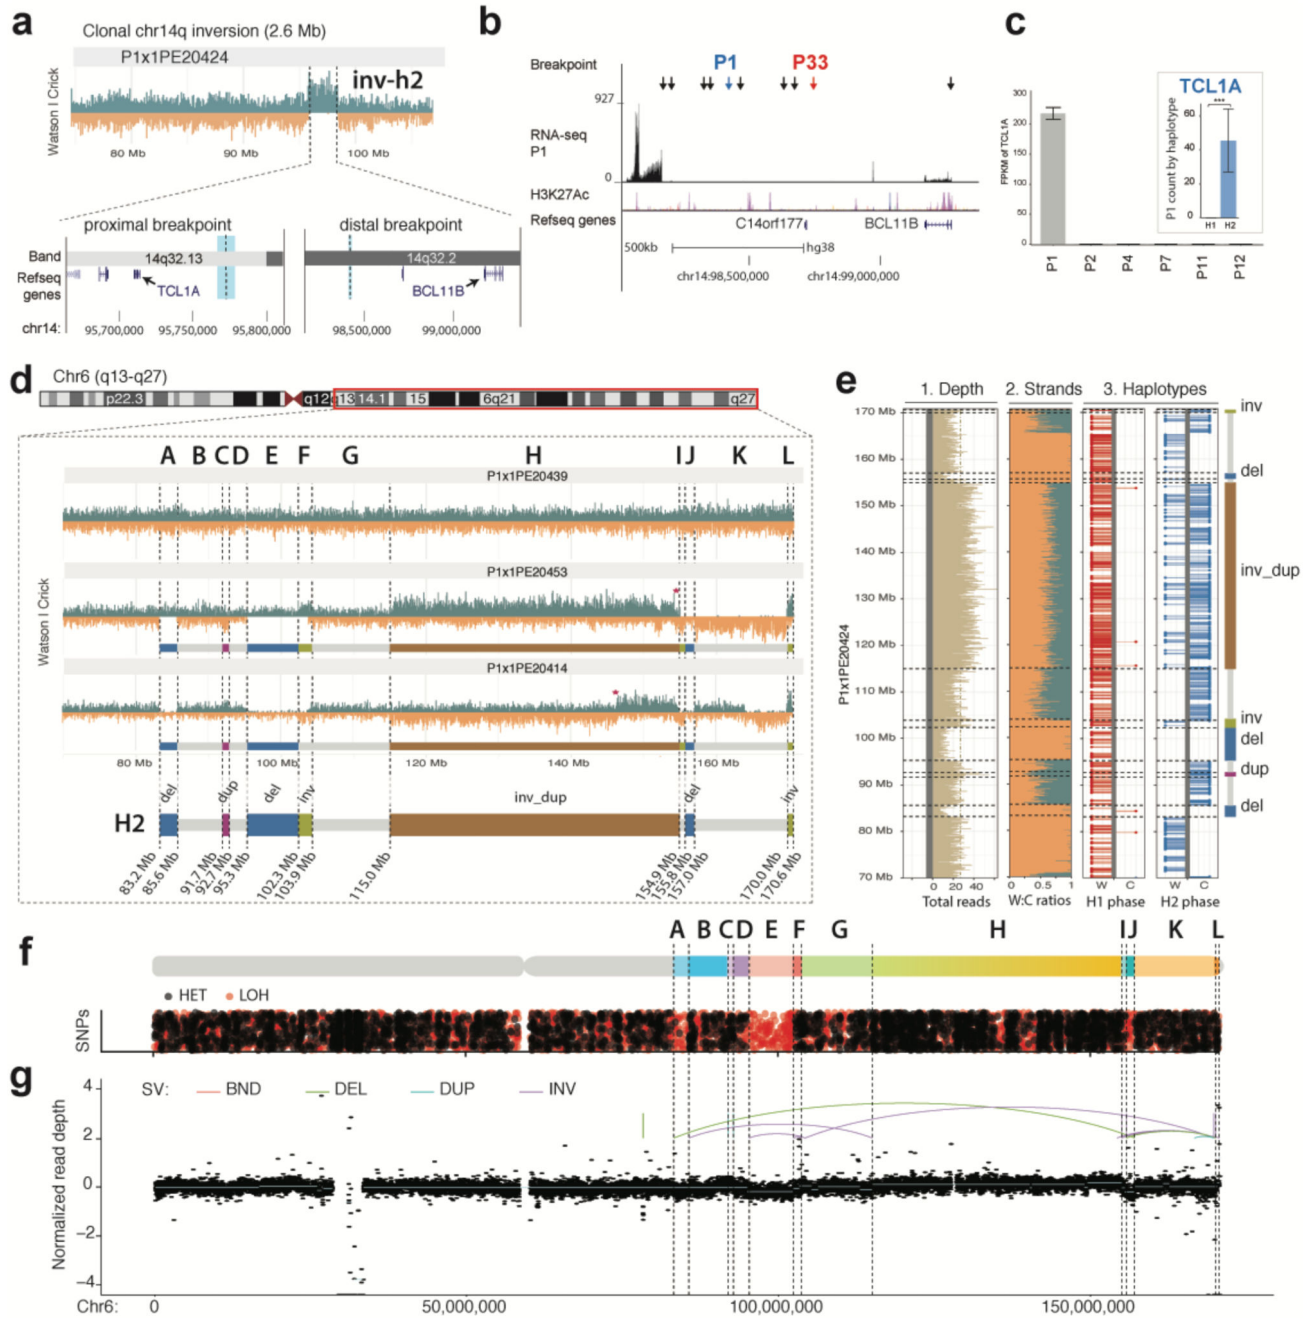 a
Clonal chr14q inversion (2.6 Mb)
P1x1PE20424
inv-h2
Watson | Crick
80 Mb 90 Mb 100 Mb
proximal breakpoint distal breakpoint
Band 14q32.13 14q32.2
Refseq genes
TCL1A BCL11B
chr14: 95,700,000 95,750,000 95,800,000 98,500,000 99,000,000
b
P1 P33
Breakpoint
927
RNA-seq P1
0
H3K27Ac
Refseq genes C14orf177 BCL11B
500kb hg38
chr14:98,500,000 chr14:99,000,000
c
TCL1A
FPKM of TCL1A
300
200
150
100
50
0
P1 P2 P4 P7 P11 P12
P1 count by haplotype
***
60
40
20
0
H1 H2
d
Chr6 (q13-q27)
p22.3 q12 q13 14.1 15 6q21 q27
A B C D E F G H I J K L
P1x1PE20439
P1x1PE20453
P1x1PE20414
Watson | Crick
80 Mb 100 Mb 120 Mb 140 Mb 160 Mb
del dup del inv inv_dup del inv
H2
83.2 Mb 85.6 Mb 91.7 Mb 92.7 Mb 95.3 Mb 102.3 Mb 103.9 Mb 115.0 Mb 154.9 Mb 155.8 Mb 157.0 Mb 170.0 Mb 170.6 Mb
e
1. Depth 2. Strands 3. Haplotypes
P1x1PE20424
170 Mb
160 Mb
150 Mb
140 Mb
130 Mb
120 Mb
110 Mb
100 Mb
90 Mb
80 Mb
70 Mb
inv
del
inv_dup
inv
del
dup
del
0 20 40 0 0.5 1 W C W C
Total reads W:C ratios H1 phase H2 phase
f
A B C D E F G H I J K L
HET LOH
SNPs
g
SV: BND DEL DUP INV
Normalized read depth
4
2
0
−2
−4
Chr6: 0 50,000,000 100,000,000 150,000,000